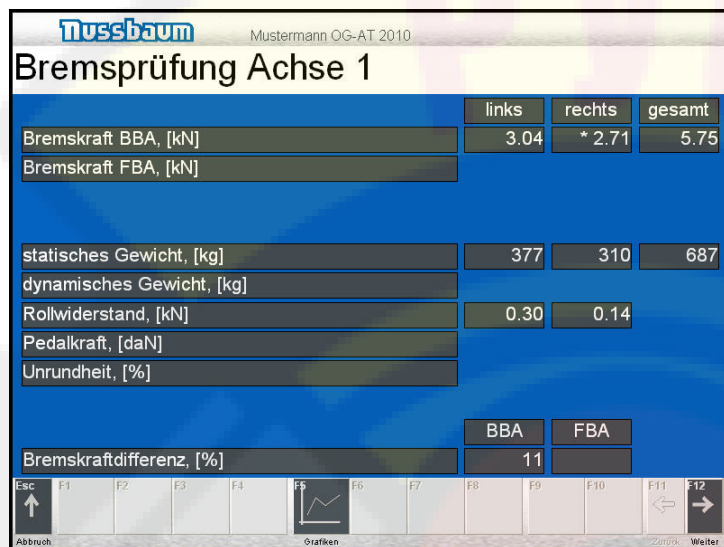 Nussbaum Mustermann OG-AT 2010
Bremsprüfung Achse 1
links rechts gesamt
Bremskraft BBA, [kN] 3.04 * 2.71 5.75
Bremskraft FBA, [kN]
statisches Gewicht, [kg] 377 310 687
dynamisches Gewicht, [kg]
Rollwiderstand, [kN] 0.30 0.14
Pedalkraft, [daN]
Unrundheit, [%]
BBA FBA
Bremskraftdifferenz, [%] 11
Esc F1 F2 F3 F4 F5 F6 F7 F8 F9 F10 F11 F12
Abbruch Grafiken Zurück Weiter